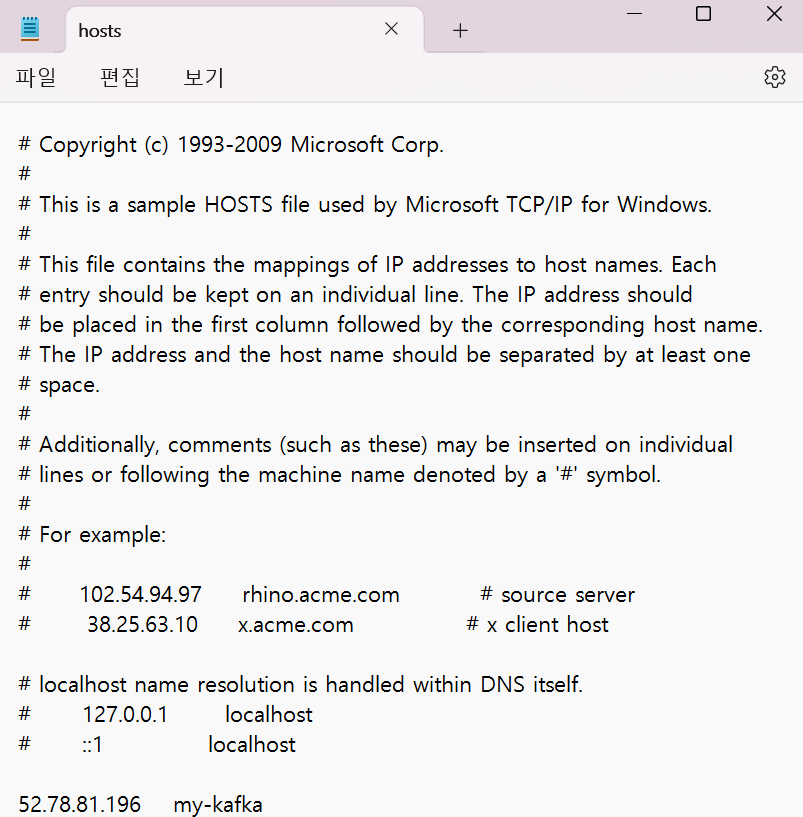 hosts
파일 편집 보기
# Copyright (c) 1993-2009 Microsoft Corp.
#
# This is a sample HOSTS file used by Microsoft TCP/IP for Windows.
#
# This file contains the mappings of IP addresses to host names. Each
# entry should be kept on an individual line. The IP address should
# be placed in the first column followed by the corresponding host name.
# The IP address and the host name should be separated by at least one
# space.
#
# Additionally, comments (such as these) may be inserted on individual
# lines or following the machine name denoted by a '#' symbol.
#
# For example:
#
# 102.54.94.97 rhino.acme.com # source server
# 38.25.63.10 x.acme.com # x client host

# localhost name resolution is handled within DNS itself.
# 127.0.0.1 localhost
# ::1 localhost

52.78.81.196 my-kafka